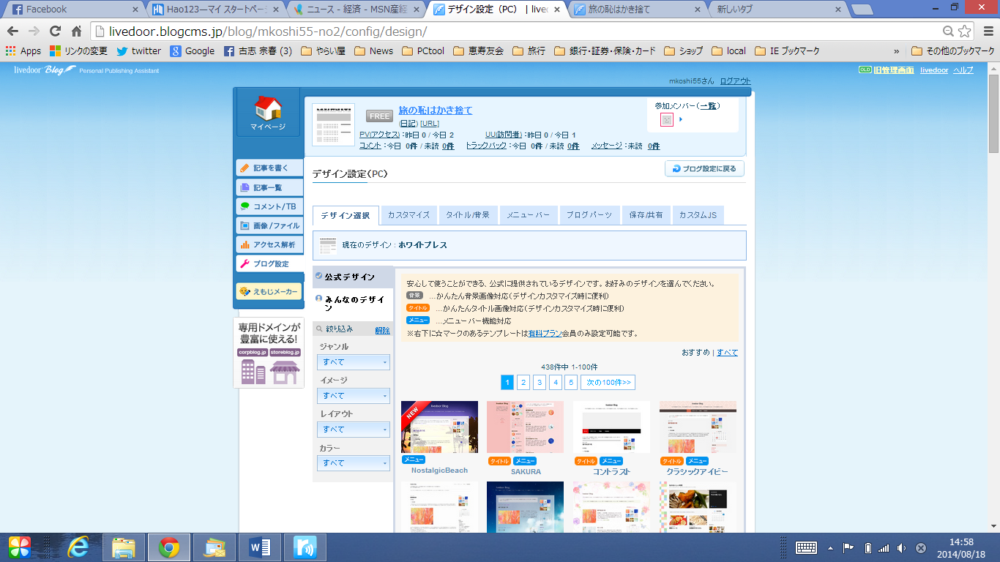 Facebook
Hao123—マイ スタートペー
ニュース - 経済 - MSN産経
デザイン設定（PC） | lived
旅の恥はかき捨て
新しいタブ
livedoor.blogcms.jp/blog/mkoshi55-no2/config/design/
Apps リンクの変更 twitter Google 古志 宗春 (3) やらい屋 News PCtool 恵寿友会 旅行 銀行・証券・保険・カード ショップ local IE ブックマーク » その他のブックマーク
livedoor Blog Personal Publishing Assistant
OLD 旧管理画面 livedoor ヘルプ
mkoshi55さん ログアウト
マイページ
FREE 旅の恥はかき捨て
(日記) [URL]
PV(アクセス)：昨日 0 / 今日 2 UU(訪問者)：昨日 0 / 今日 1
コメント：今日 0件 / 未読 0件 トラックバック：今日 0件 / 未読 0件 メッセージ：未読 0件
参加メンバー(一覧)
記事を書く
記事一覧
コメント/TB
画像/ファイル
アクセス解析
ブログ設定
えもじメーカー
専用ドメインが
豊富に使える!
corpblog.jp storeblog.jp
デザイン設定(PC)
ブログ設定に戻る
デザイン選択 カスタマイズ タイトル/背景 メニューバー ブログパーツ 保存/共有 カスタムJS
現在のデザイン : ホワイトプレス
公式デザイン
みんなのデザイ
ン
絞り込み 解除
ジャンル
すべて
イメージ
すべて
レイアウト
すべて
カラー
すべて
安心して使うことができる、公式に提供されているデザインです。お好みのデザインを選んでください。
背景 …かんたん背景画像対応(デザインカスタマイズ時に便利)
タイトル …かんたんタイトル画像対応(デザインカスタマイズ時に便利)
メニュー …メニューバー機能対応
※右下に☆マークのあるテンプレートは有料プラン会員のみ設定可能です。
おすすめ | すべて
438件中 1-100件
1 2 3 4 5 次の100件>>
NEW
メニュー
NostalgicBeach
タイトル メニュー
SAKURA
タイトル メニュー
コントラスト
タイトル メニュー
クラシックアイビー
14:58
2014/08/18